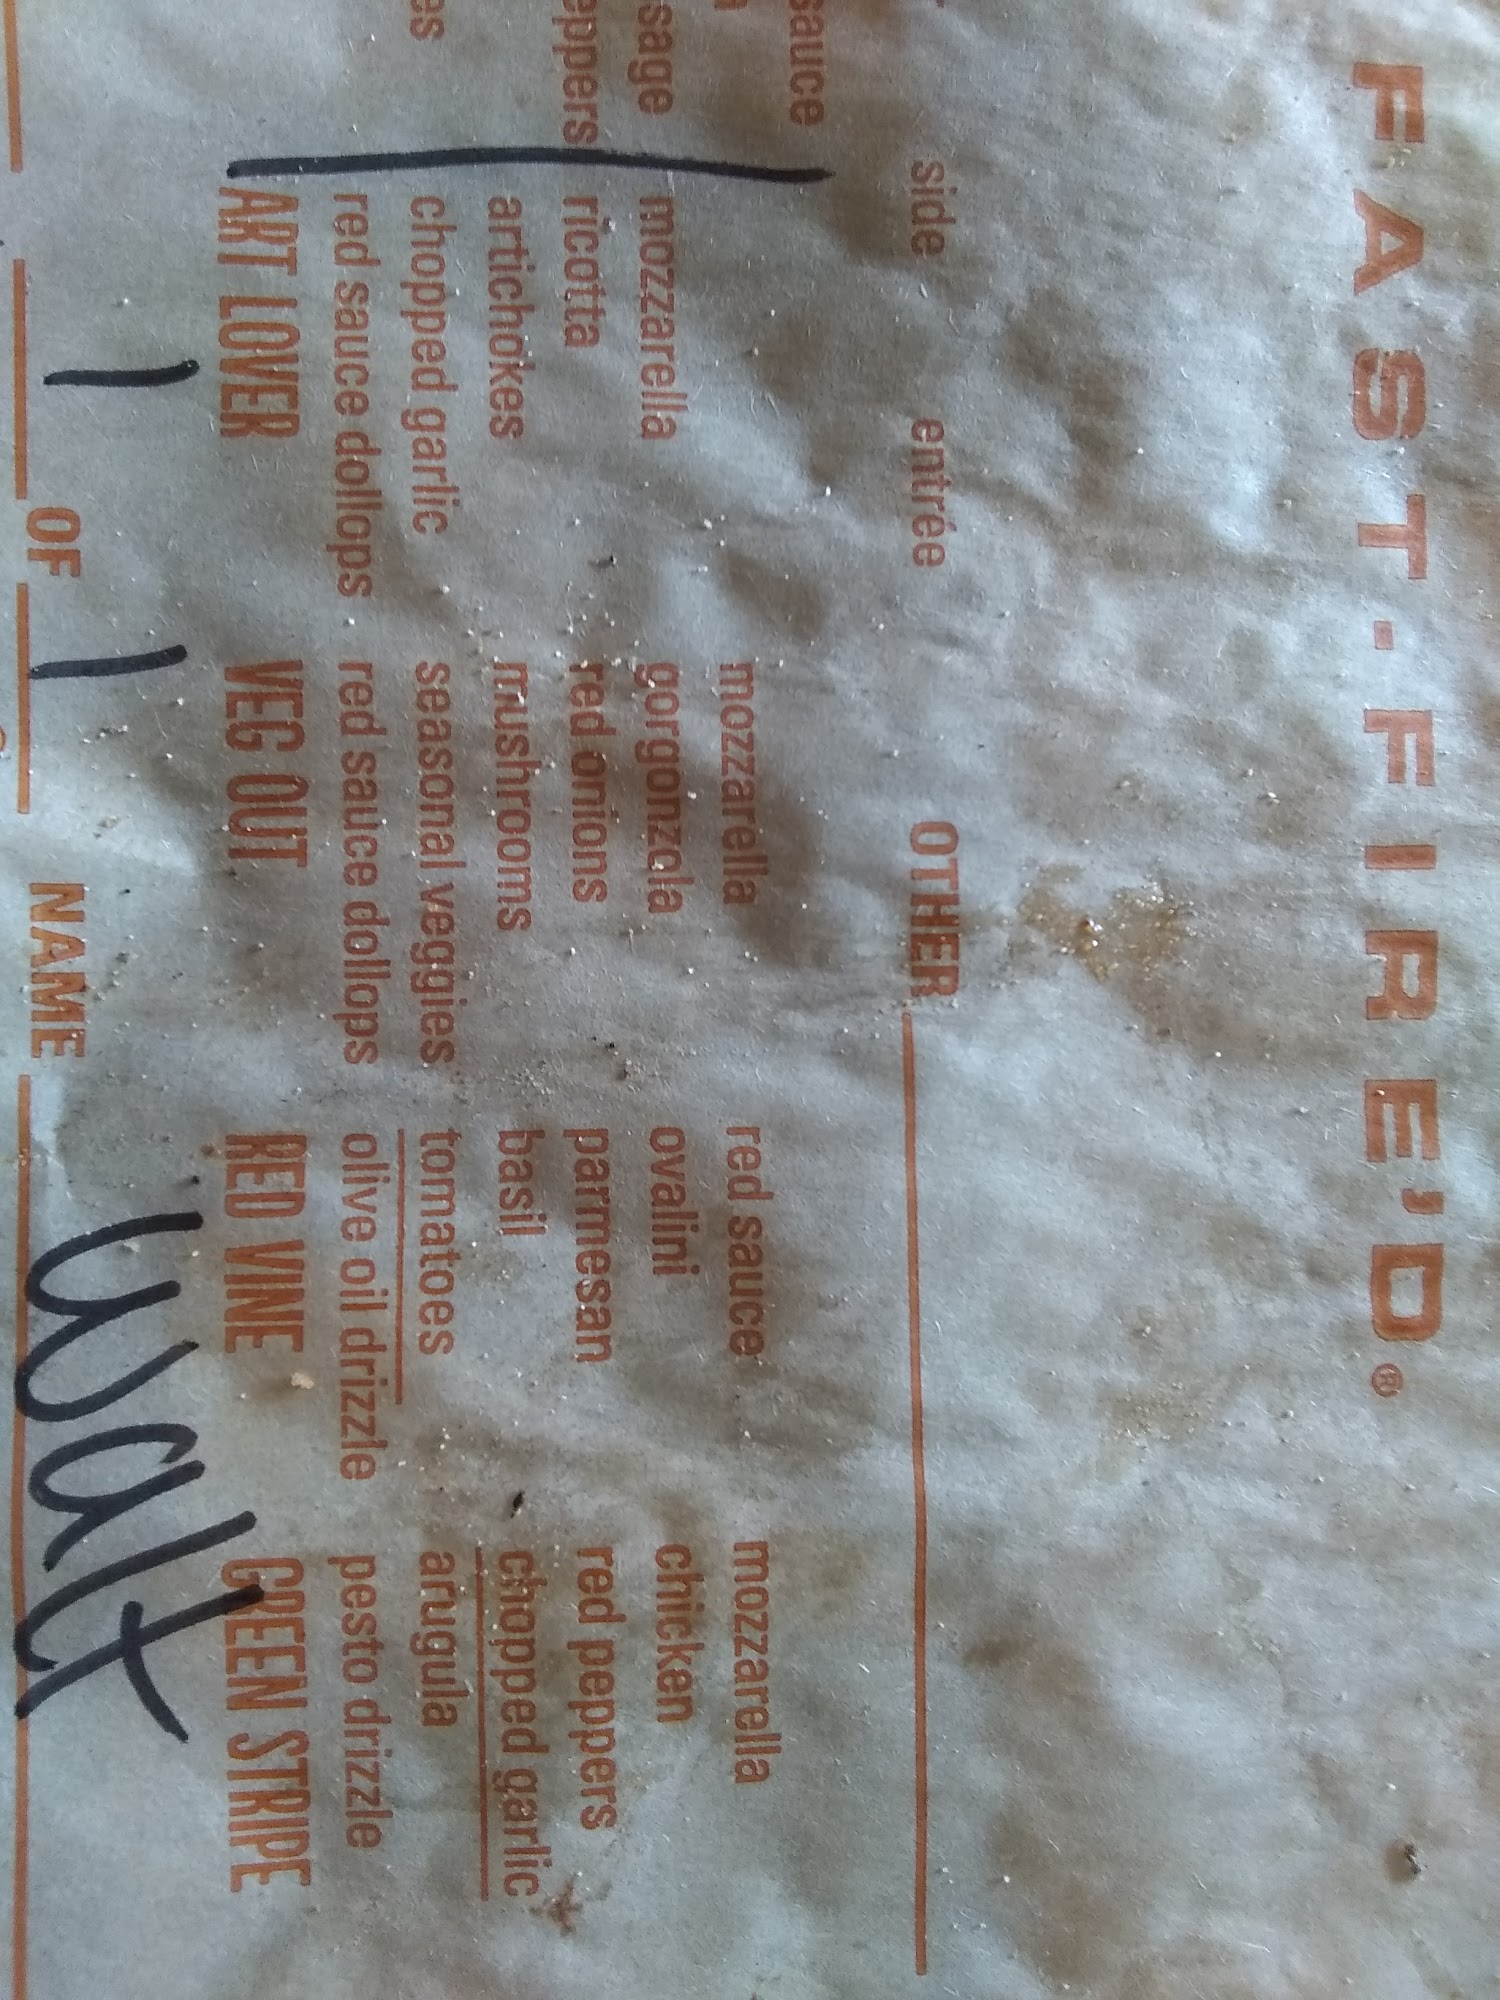 FAST-FIRE'D®
side entrée OTHER
sauce
mozzarella red sauce mozzarella
sage mozzarella gorgonzola ovalini chicken
eppers ricotta red onions parmesan red peppers
artichokes mushrooms basil chopped garlic
es chopped garlic seasonal veggies tomatoes arugula
red sauce dollops red sauce dollops olive oil drizzle pesto drizzle
ART LOVER VEG OUT RED VINE GREEN STRIPE
1 OF 1 NAME Walt